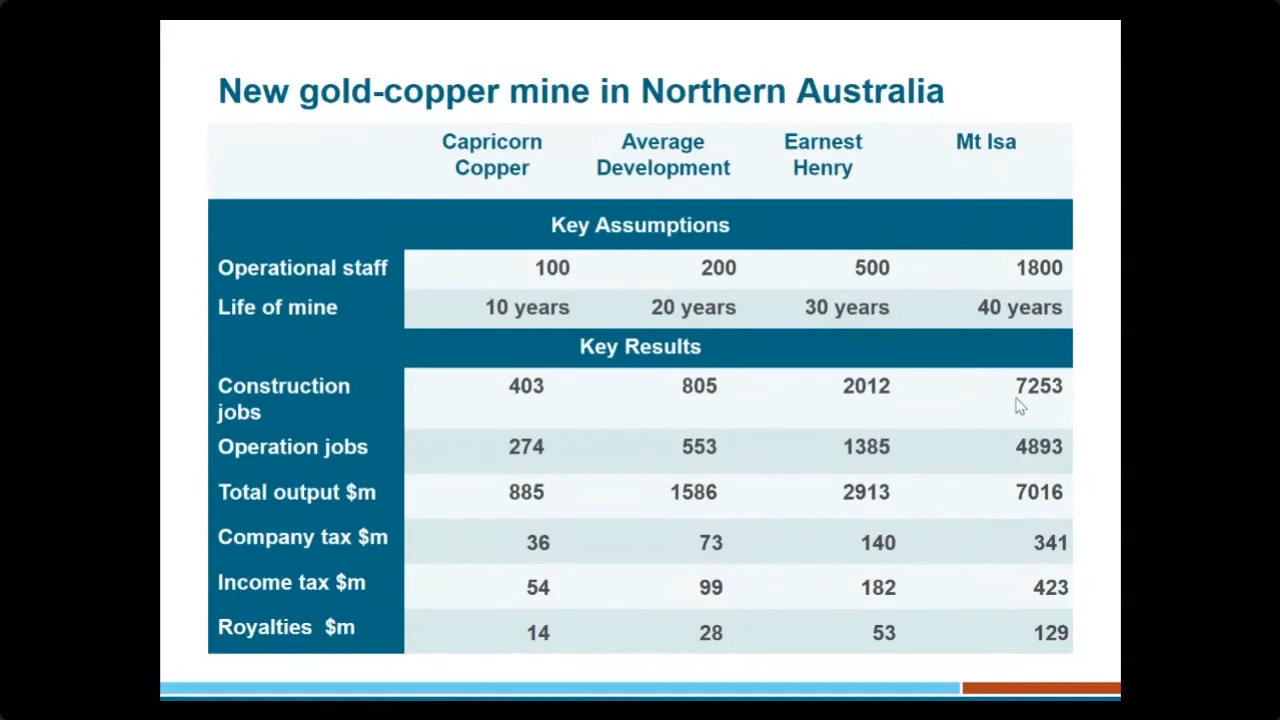 New gold-copper mine in Northern Australia
Capricorn Copper Average Development Earnest Henry Mt Isa
Key Assumptions
Operational staff 100 200 500 1800
Life of mine 10 years 20 years 30 years 40 years
Key Results
Construction jobs 403 805 2012 7253
Operation jobs 274 553 1385 4893
Total output $m 885 1586 2913 7016
Company tax $m 36 73 140 341
Income tax $m 54 99 182 423
Royalties $m 14 28 53 129